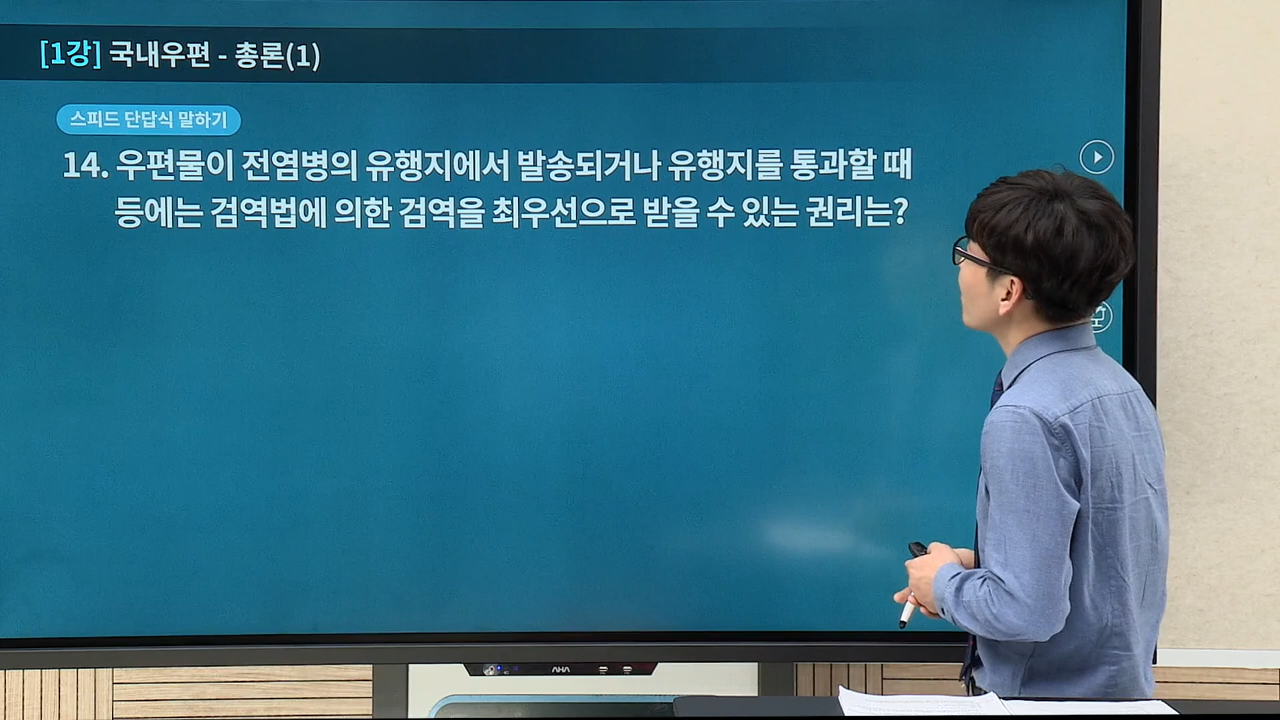 [1강] 국내우편 - 총론(1)
스피드 단답식 말하기
14. 우편물이 전염병의 유행지에서 발송되거나 유행지를 통과할 때
등에는 검역법에 의한 검역을 최우선으로 받을 수 있는 권리는?
AHA